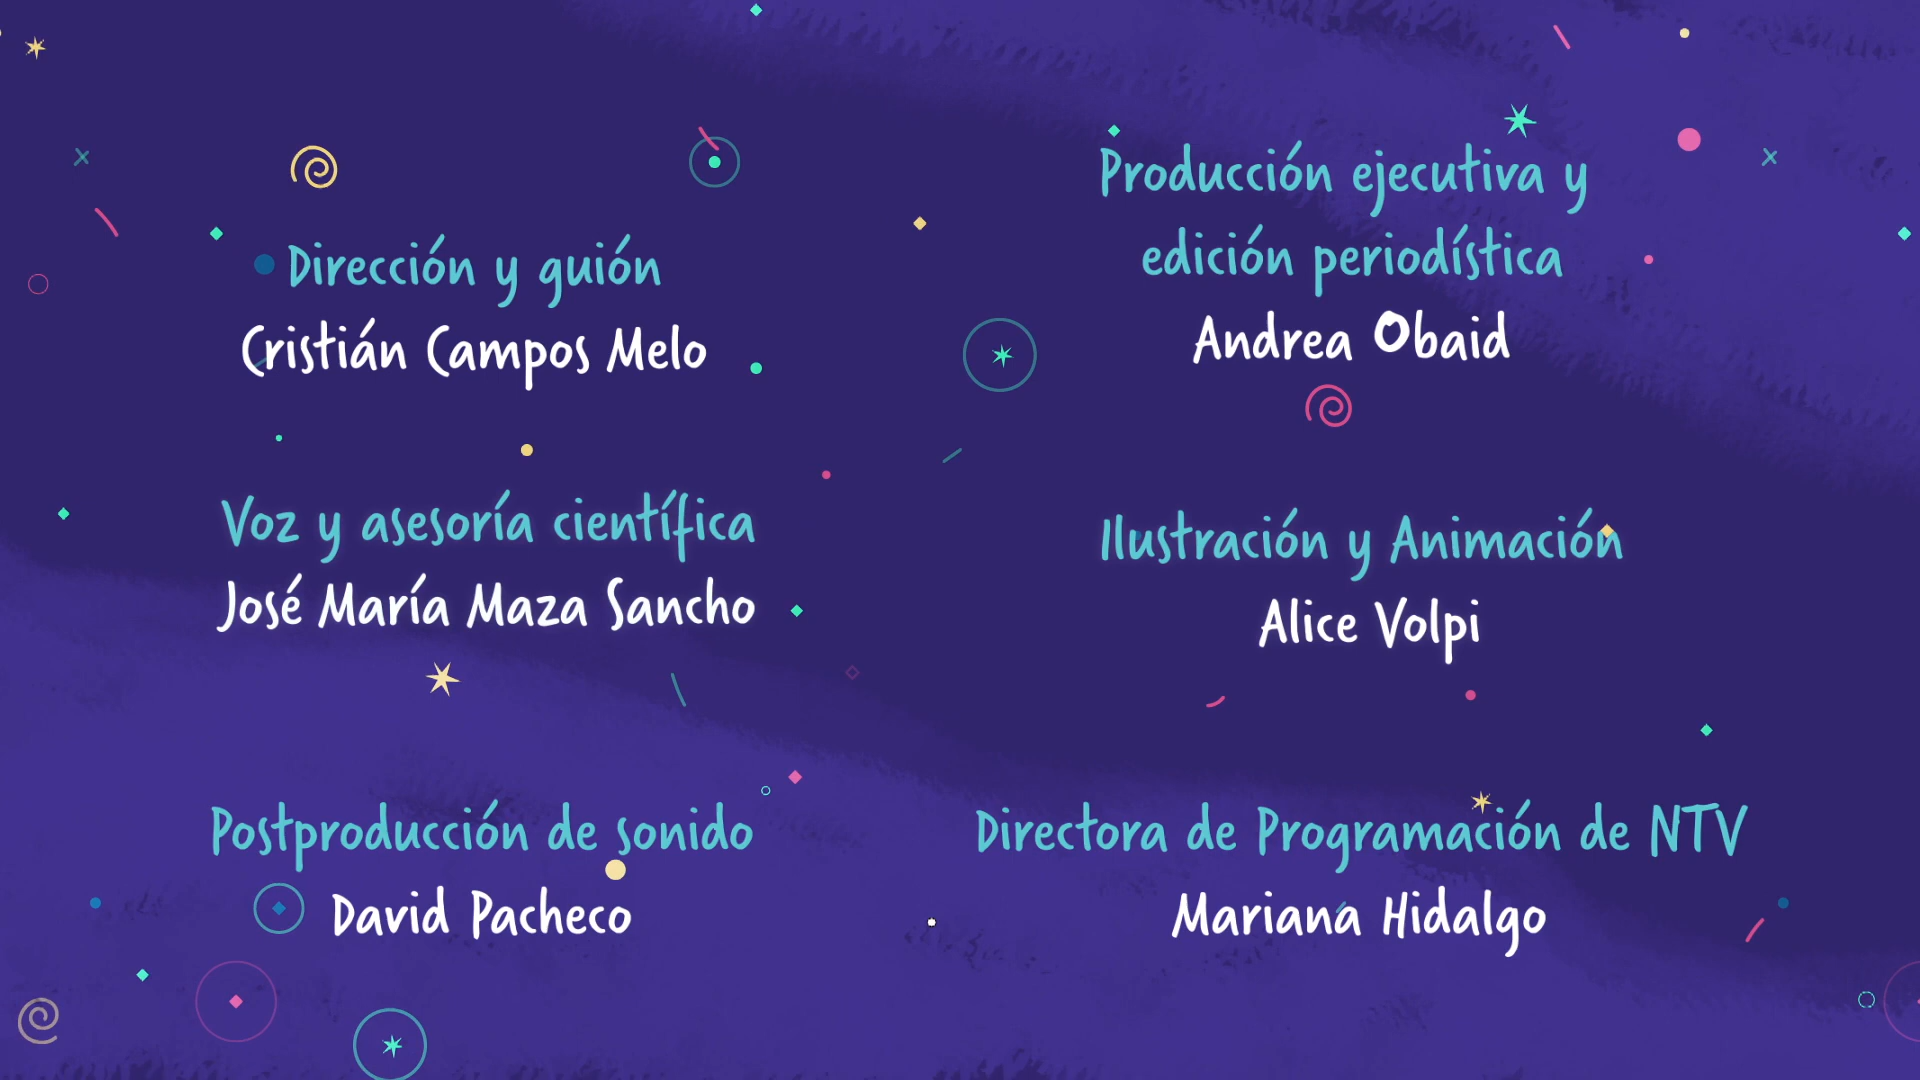 Dirección y guión
Cristián Campos Melo
Voz y asesoría científica
José María Maza Sancho
Postproducción de sonido
David Pacheco
Producción ejecutiva y
edición periodística
Andrea Obaid
Ilustración y Animación
Alice Volpi
Directora de Programación de NTV
Mariana Hidalgo